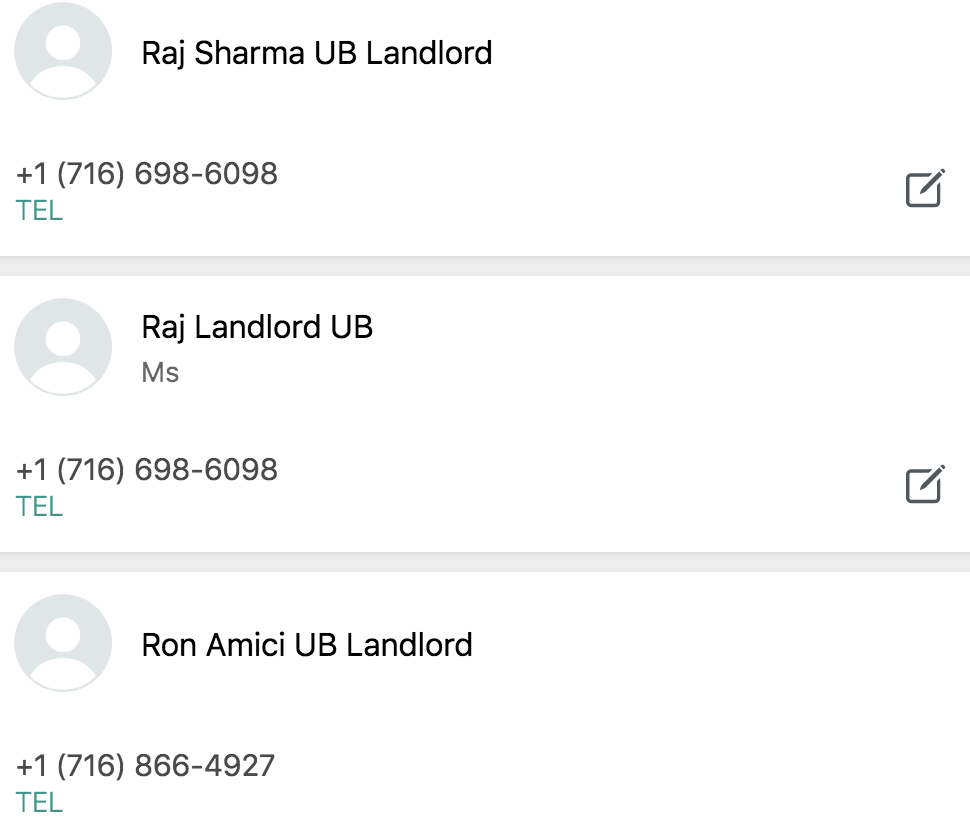 Raj Sharma UB Landlord
+1 (716) 698-6098
TEL
Raj Landlord UB
Ms
+1 (716) 698-6098
TEL
Ron Amici UB Landlord
+1 (716) 866-4927
TEL